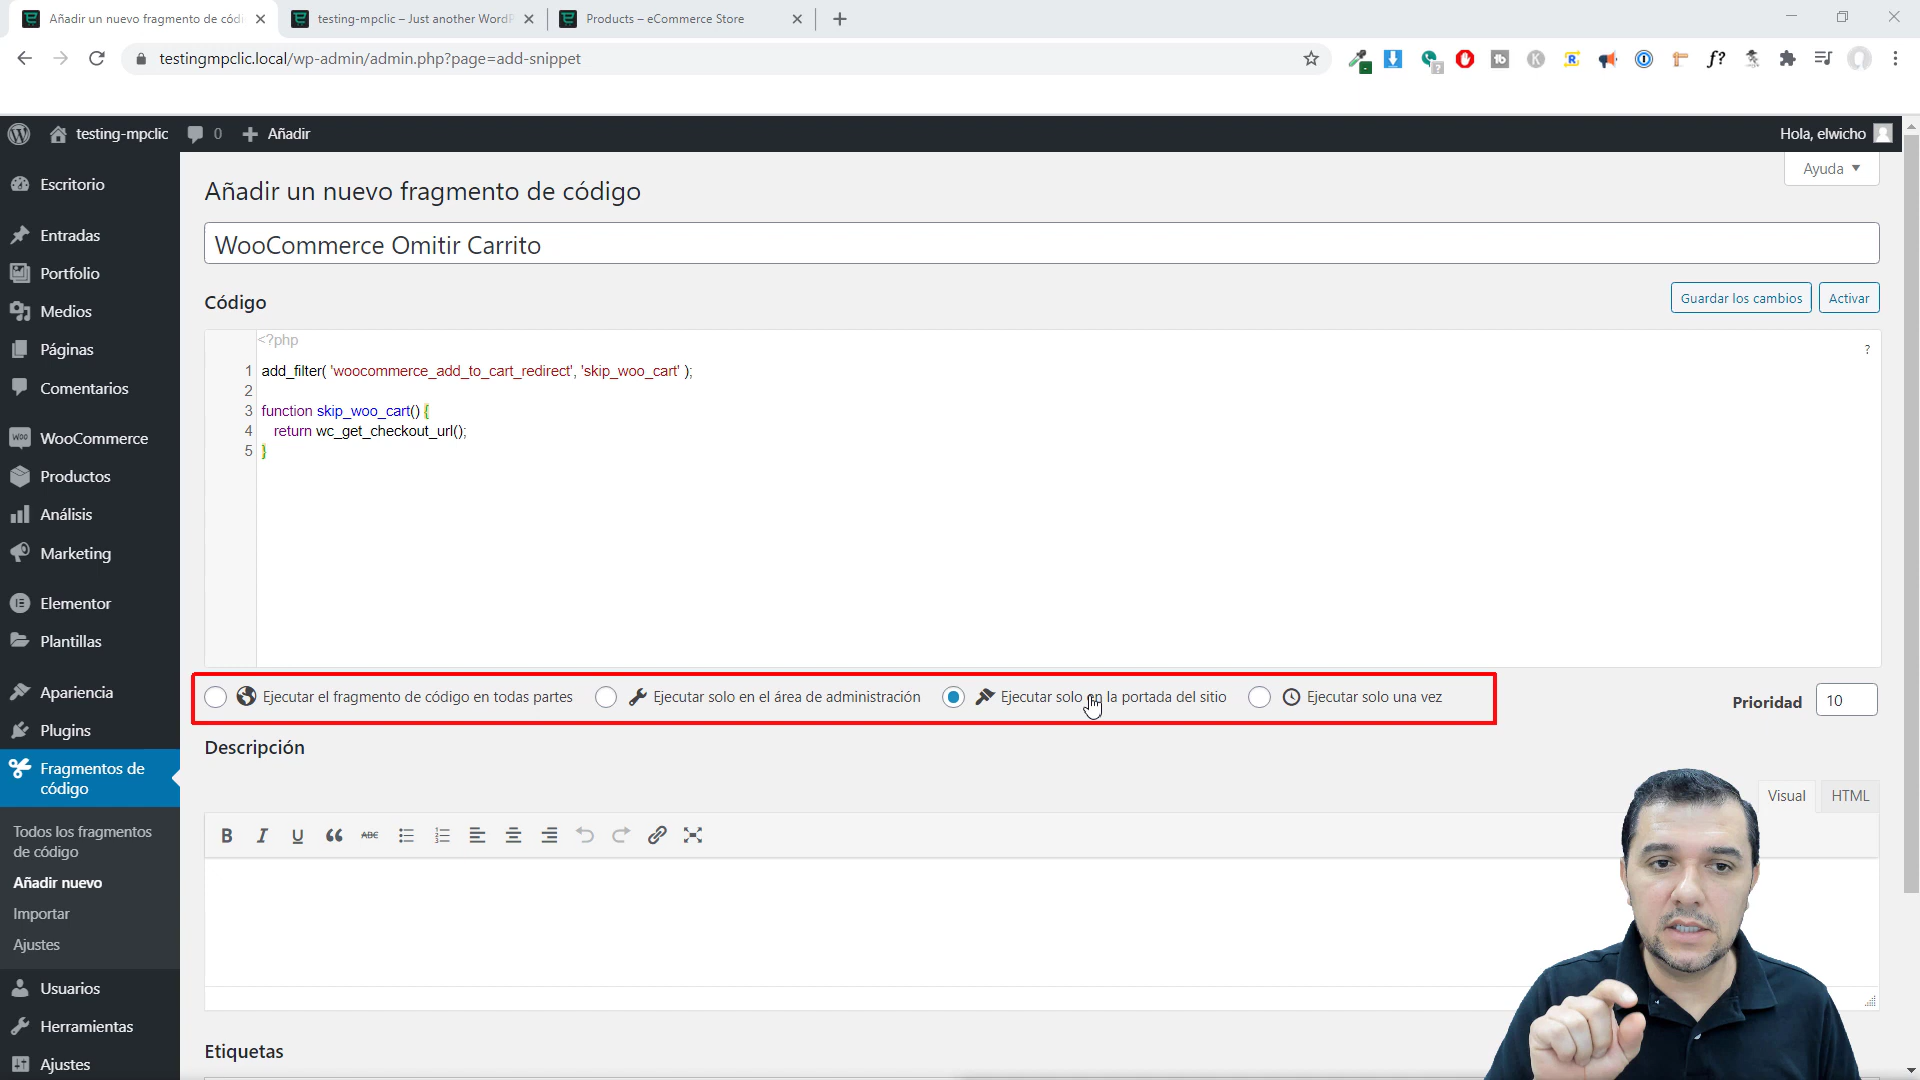 Añadir un nuevo fragmento de códi
testing-mpclic – Just another WordP
Products – eCommerce Store
testingmpclic.local/wp-admin/admin.php?page=add-snippet
testing-mpclic
0
Añadir
Hola, elwicho
Escritorio
Entradas
Portfolio
Medios
Páginas
Comentarios
WooCommerce
Productos
Análisis
Marketing
Elementor
Plantillas
Apariencia
Plugins
Fragmentos de
código
Todos los fragmentos
de código
Añadir nuevo
Importar
Ajustes
Usuarios
Herramientas
Ajustes
Ayuda
Añadir un nuevo fragmento de código
WooCommerce Omitir Carrito
Código
Guardar los cambios
Activar
<?php
?
1 add_filter( 'woocommerce_add_to_cart_redirect', 'skip_woo_cart' );
2
3 function skip_woo_cart() {
4 return wc_get_checkout_url();
5 }
Ejecutar el fragmento de código en todas partes
Ejecutar solo en el área de administración
Ejecutar solo en la portada del sitio
Ejecutar solo una vez
Prioridad
10
Descripción
Visual
HTML
B I U ABC
Etiquetas